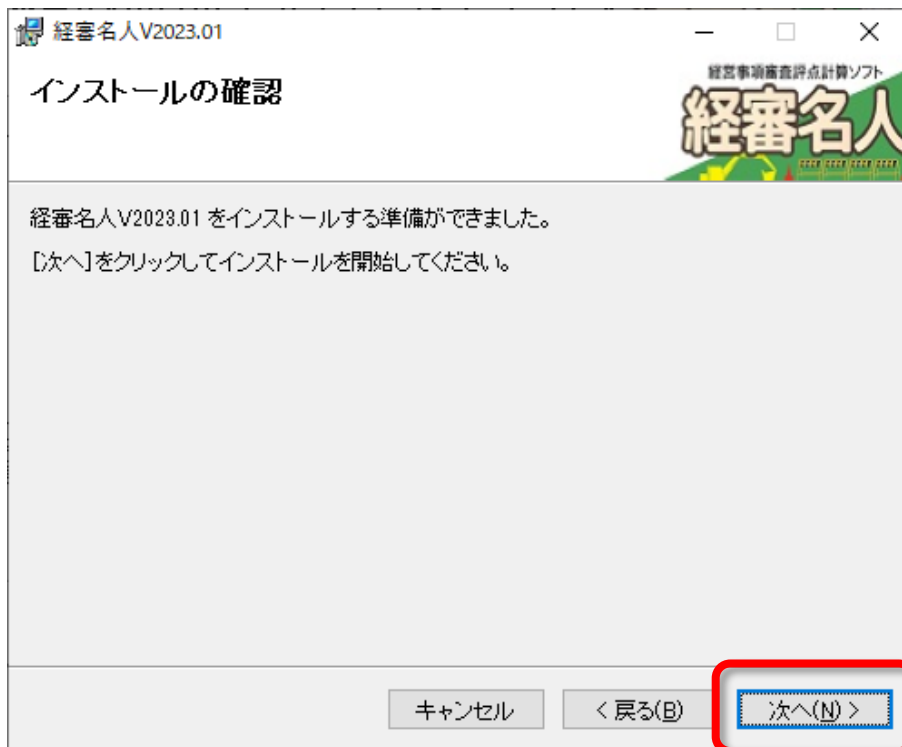 経審名人V2023.01
インストールの確認
経営事項審査評点計算ソフト
経審名人
経審名人V2023.01 をインストールする準備ができました。
[次へ]をクリックしてインストールを開始してください。
キャンセル
< 戻る(B)
次へ(N) >